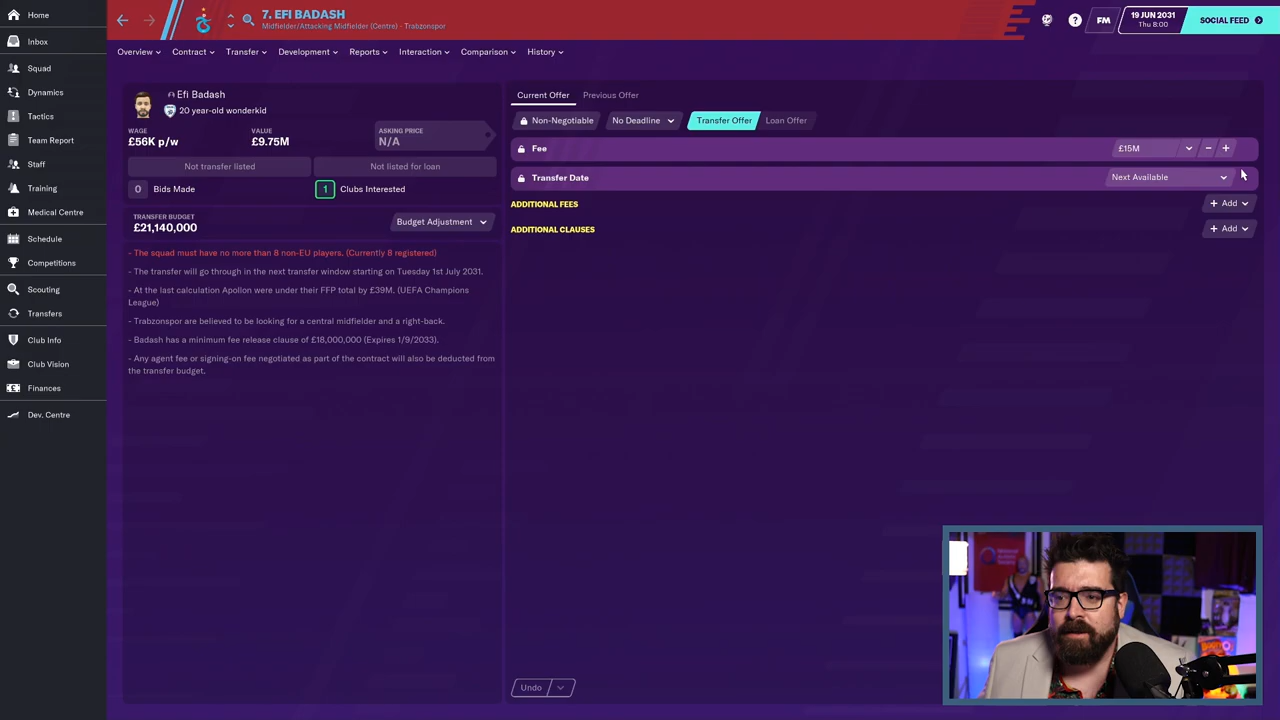 Home
Inbox
Squad
Dynamics
Tactics
Team Report
Staff
Training
Medical Centre
Schedule
Competitions
Scouting
Transfers
Club Info
Club Vision
Finances
Dev. Centre
7. EFI BADASH
Midfielder/Attacking Midfielder (Centre) - Trabzonspor
FM
19 JUN 2031
Thu 8:00
SOCIAL FEED
Overview
Contract
Transfer
Development
Reports
Interaction
Comparison
History
Efi Badash
20 year-old wonderkid
WAGE
£56K p/w
VALUE
£9.75M
ASKING PRICE
N/A
Not transfer listed
Not listed for loan
0 Bids Made
1 Clubs Interested
TRANSFER BUDGET
£21,140,000
Budget Adjustment
- The squad must have no more than 8 non-EU players. (Currently 8 registered)
- The transfer will go through in the next transfer window starting on Tuesday 1st July 2031.
- At the last calculation Apollon were under their FFP total by £39M. (UEFA Champions
League)
- Trabzonspor are believed to be looking for a central midfielder and a right-back.
- Badash has a minimum fee release clause of £18,000,000 (Expires 1/9/2033).
- Any agent fee or signing-on fee negotiated as part of the contract will also be deducted from
the transfer budget.
Current Offer
Previous Offer
Non-Negotiable
No Deadline
Transfer Offer
Loan Offer
Fee
£15M
Transfer Date
Next Available
ADDITIONAL FEES
+ Add
ADDITIONAL CLAUSES
+ Add
Undo